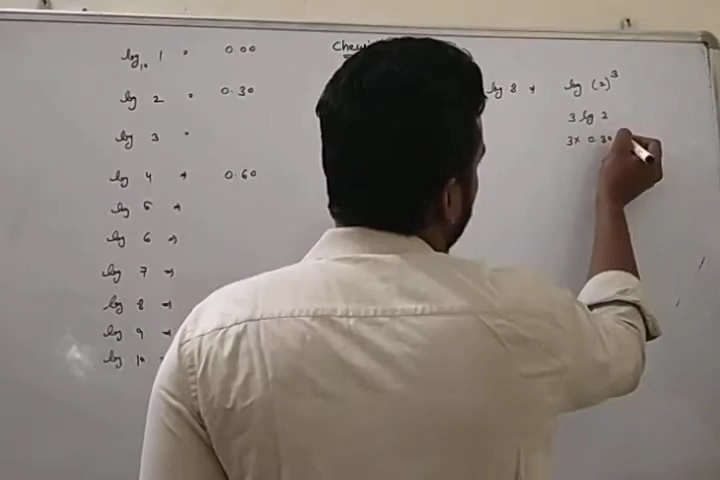 log₁₀ 1 = 0.00
log 2 = 0.30
log 3 =
log 4 ⇒ 0.60
log 5 ⇒
log 6 ⇒
log 7 ⇒
log 8 ⇒
log 9 ⇒
log 10
log 8 ⇒ log (2)³
3 log 2
3 x 0.30